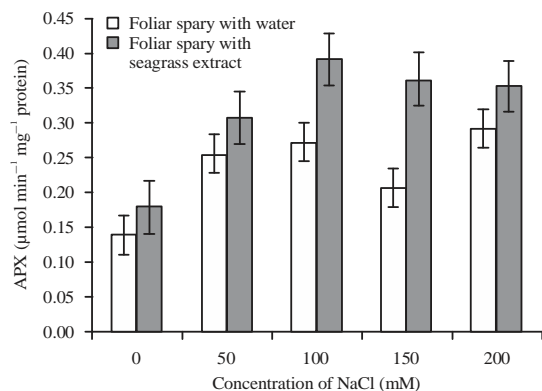 Foliar spary with water
Foliar spary with
seagrass extract
0.45
0.40
0.35
0.30
0.25
0.20
0.15
0.10
0.05
0.00
APX (µmol min⁻¹ mg⁻¹ protein)
0 50 100 150 200
Concentration of NaCl (mM)